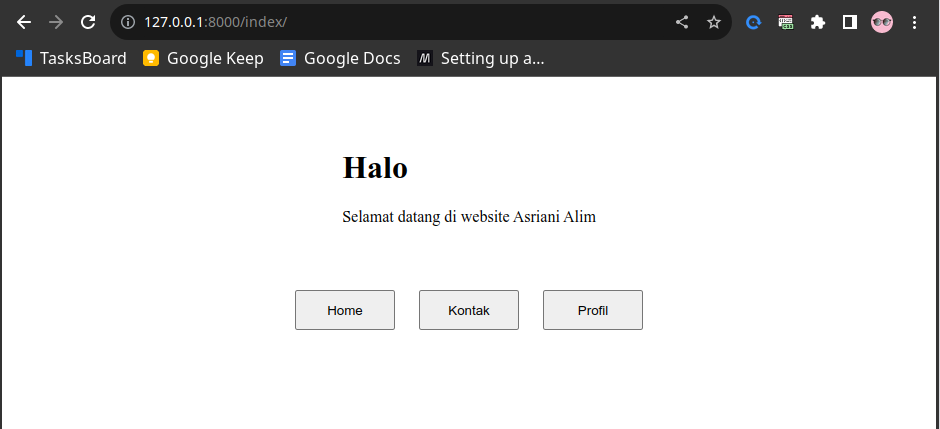 127.0.0.1:8000/index/
TasksBoard Google Keep Google Docs Setting up a...
Halo
Selamat datang di website Asriani Alim
Home Kontak Profil